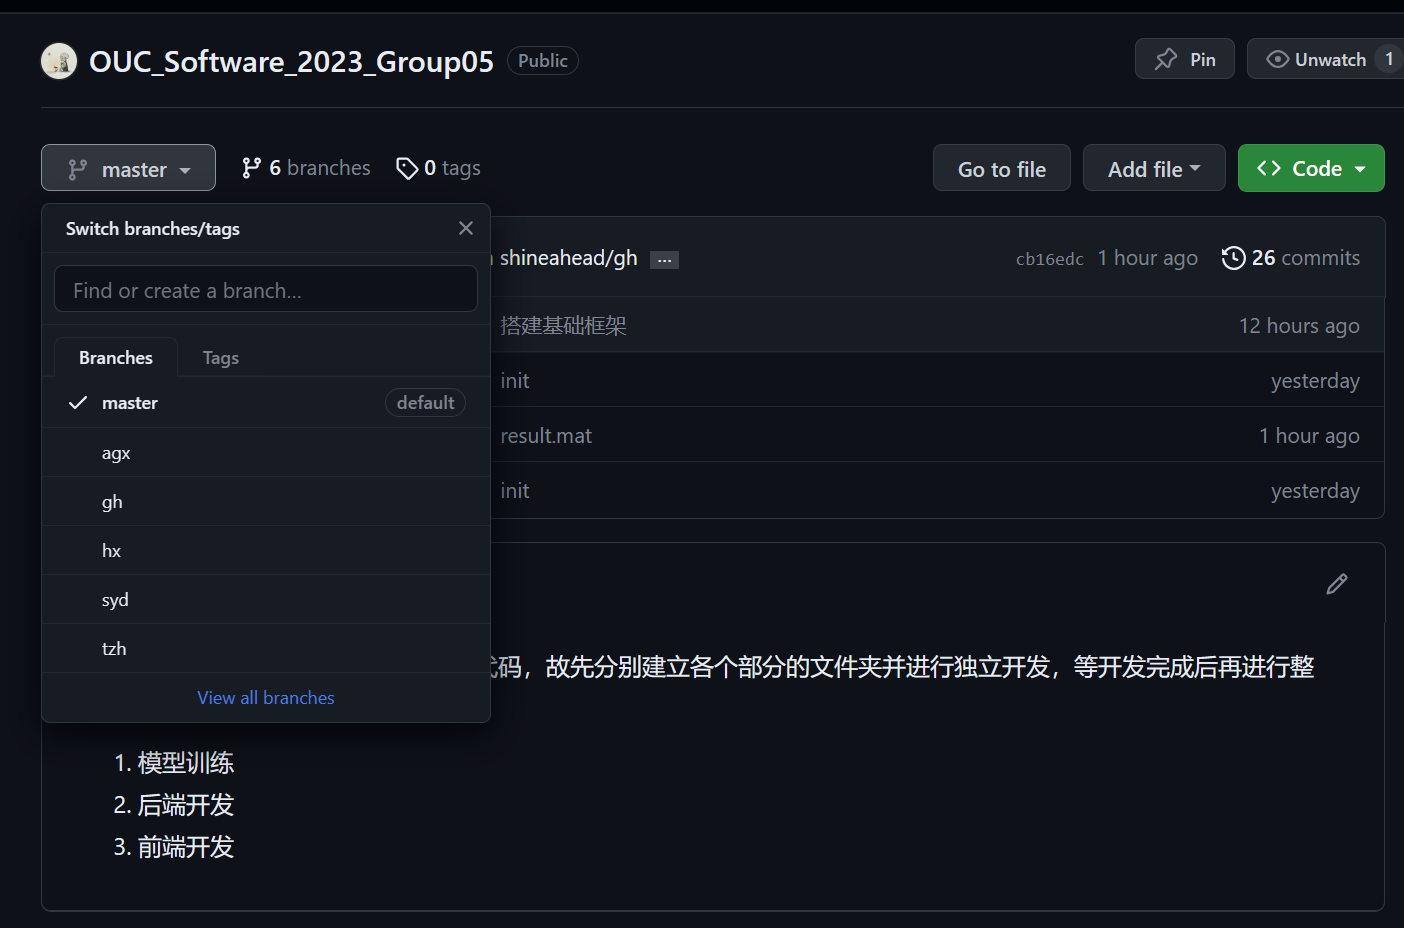 OUC_Software_2023_Group05 Public Pin Unwatch 1
master 6 branches 0 tags Go to file Add file Code
Switch branches/tags
shineahead/gh ... cb16edc 1 hour ago 26 commits
Find or create a branch...
搭建基础框架 12 hours ago
Branches Tags
init yesterday
master default
result.mat 1 hour ago
agx
init yesterday
gh
hx
syd
tzh
码，故先分别建立各个部分的文件夹并进行独立开发，等开发完成后再进行整
View all branches
1. 模型训练
2. 后端开发
3. 前端开发